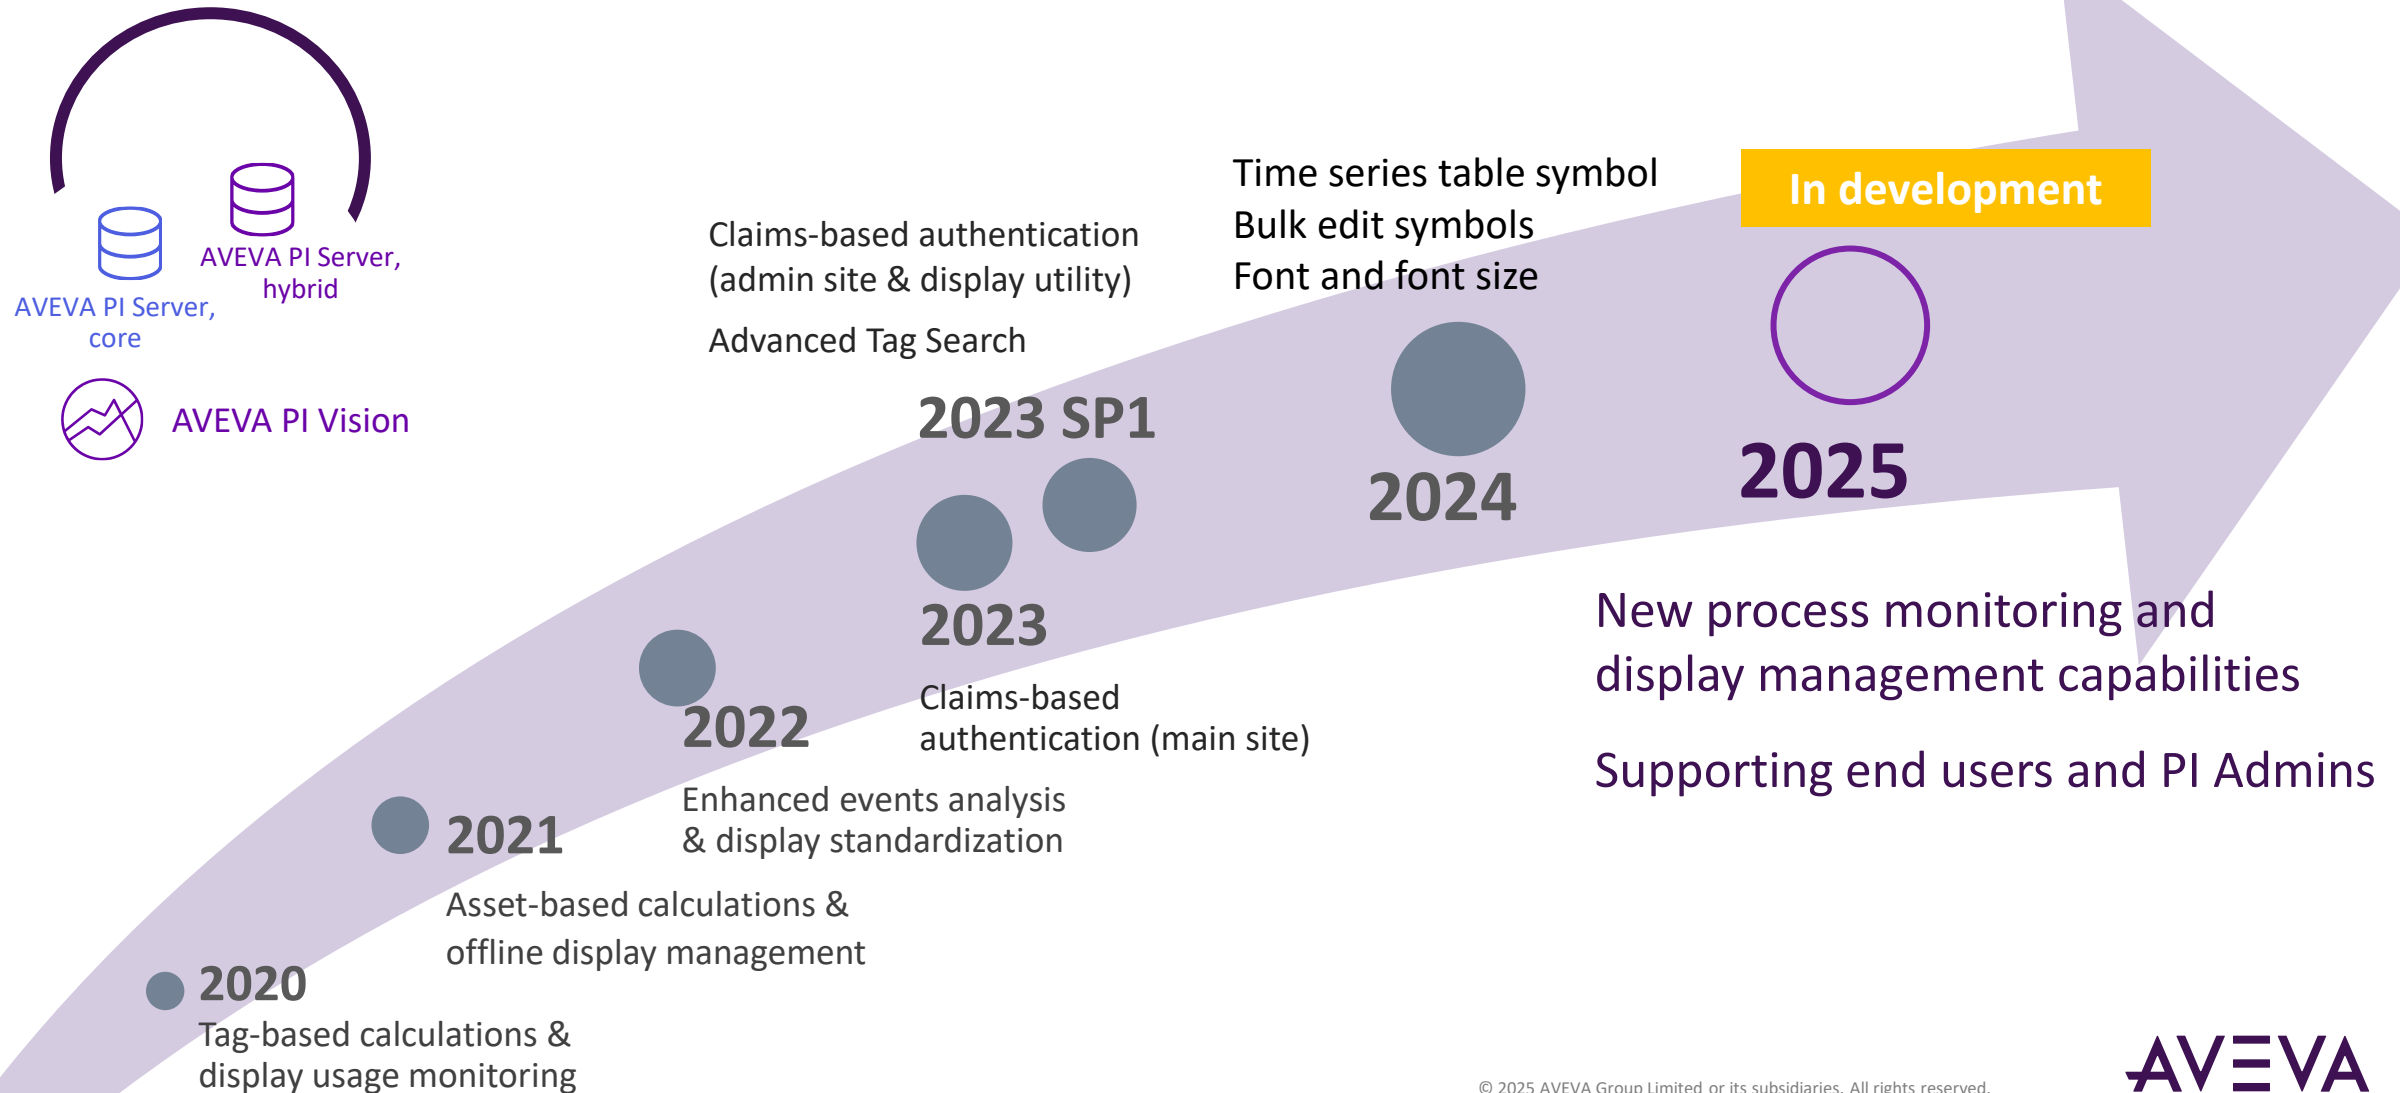 AVEVA PI Server,
hybrid
AVEVA PI Server,
core
AVEVA PI Vision
2020
Tag-based calculations &
display usage monitoring
2021
Asset-based calculations &
offline display management
2022
Enhanced events analysis
& display standardization
2023
Claims-based
authentication (main site)
Claims-based authentication
(admin site & display utility)
Advanced Tag Search
2023 SP1
Time series table symbol
Bulk edit symbols
Font and font size
2024
In development
2025
New process monitoring and
display management capabilities
Supporting end users and PI Admins
© 2025 AVEVA Group Limited or its subsidiaries. All rights reserved.
AVEVA